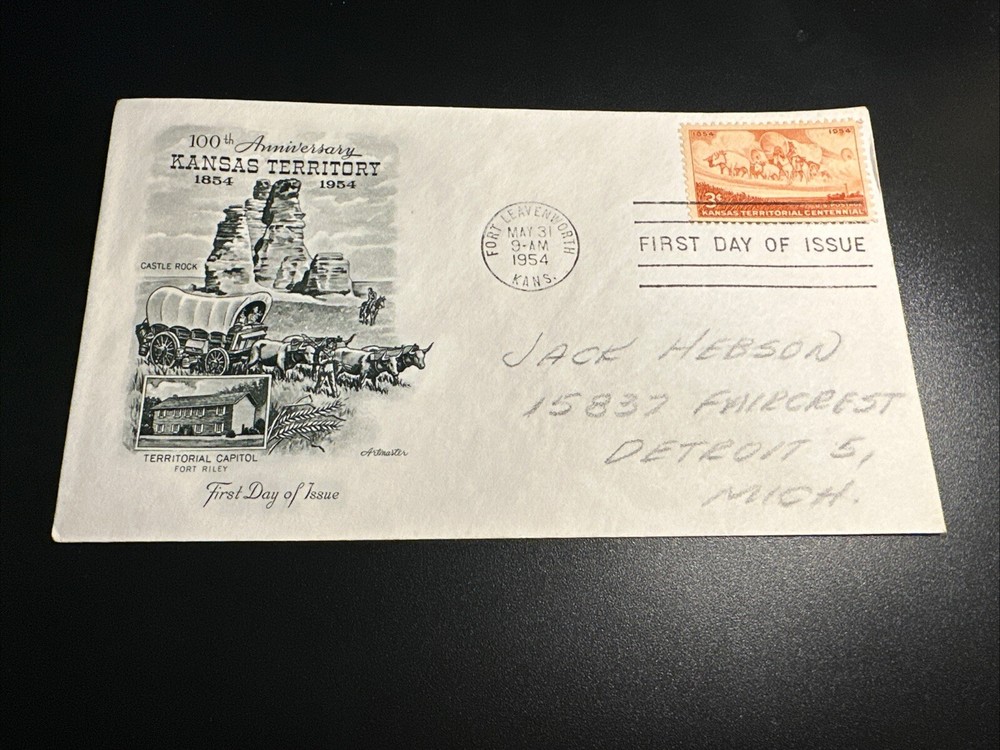 100th Anniversary
KANSAS TERRITORY
1854 1954
CASTLE ROCK
TERRITORIAL CAPITOL
FORT RILEY
Artmaster
First Day of Issue
FORT LEAVENWORTH
MAY 31
9-AM
1954
KANS.
1854 1954
3c
KANSAS TERRITORIAL CENTENNIAL
FIRST DAY OF ISSUE
JACK HEBSON
15837 FAIRCREST
DETROIT 5,
MICH.